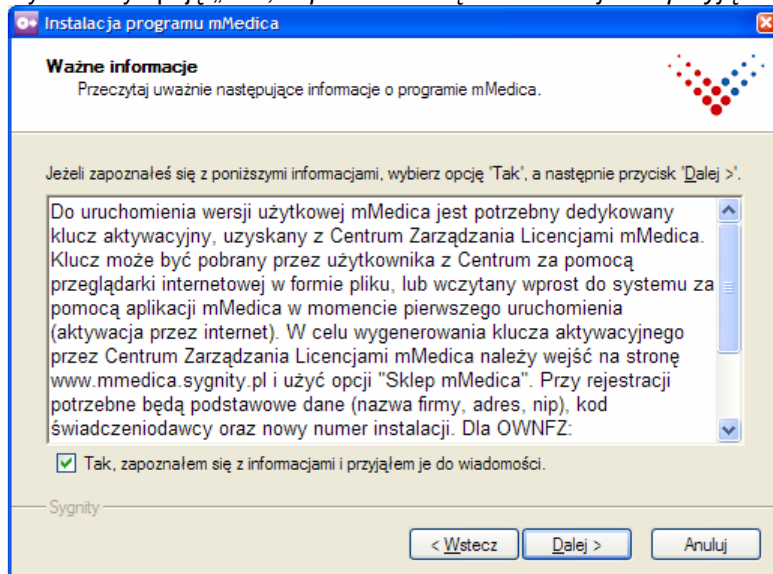 Instalacja programu mMedica
Ważne informacje
Przeczytaj uważnie następujące informacje o programie mMedica.
Jeżeli zapoznałeś się z poniższymi informacjami, wybierz opcję 'Tak', a następnie przycisk 'Dalej >'.
Do uruchomienia wersji użytkowej mMedica jest potrzebny dedykowany
klucz aktywacyjny, uzyskany z Centrum Zarządzania Licencjami mMedica.
Klucz może być pobrany przez użytkownika z Centrum za pomocą
przeglądarki internetowej w formie pliku, lub wczytany wprost do systemu za
pomocą aplikacji mMedica w momencie pierwszego uruchomienia
(aktywacja przez internet). W celu wygenerowania klucza aktywacyjnego
przez Centrum Zarządzania Licencjami mMedica należy wejść na stronę
www.mmedica.sygnity.pl i użyć opcji "Sklep mMedica". Przy rejestracji
potrzebne będą podstawowe dane (nazwa firmy, adres, nip), kod
świadczeniodawcy oraz nowy numer instalacji. Dla OWNFZ:
Tak, zapoznałem się z informacjami i przyjąłem je do wiadomości.
Sygnity
< Wstecz
Dalej >
Anuluj